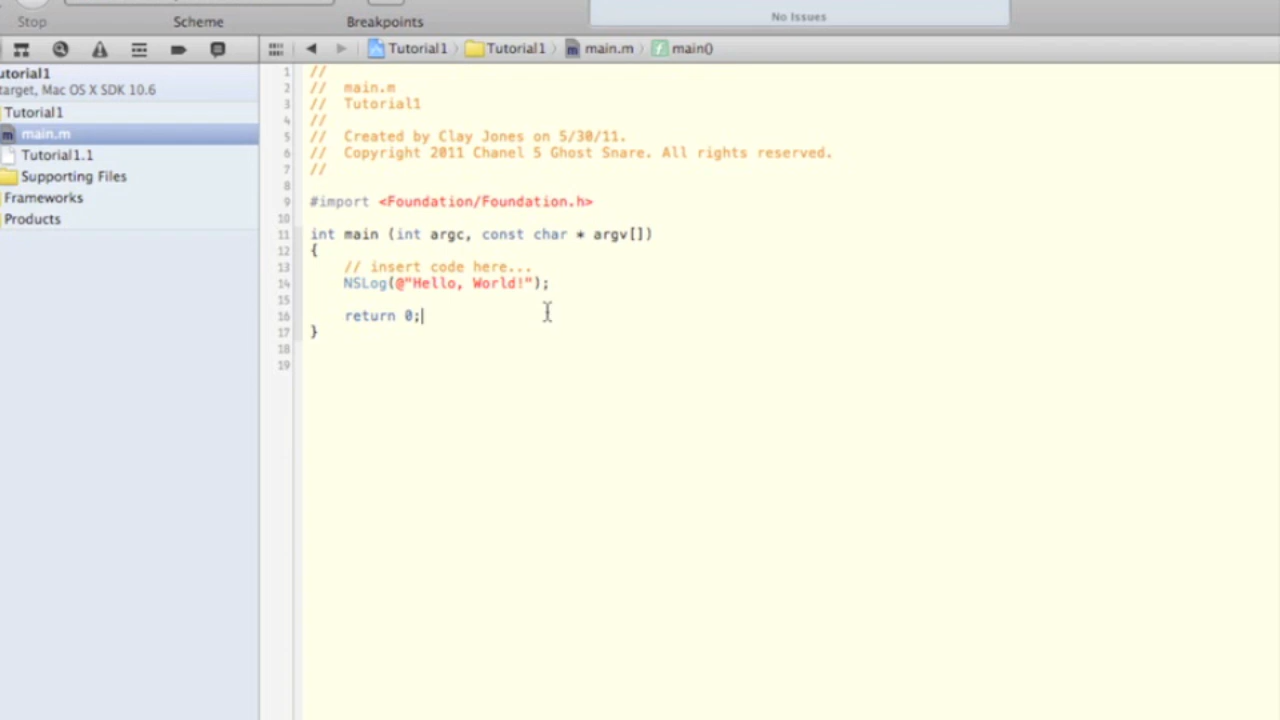 Stop Scheme Breakpoints
No Issues
Tutorial1 Tutorial1 main.m main()
utorial1
target, Mac OS X SDK 10.6
Tutorial1
main.m
Tutorial1.1
Supporting Files
Frameworks
Products
1 //
2 // main.m
3 // Tutorial1
4 //
5 // Created by Clay Jones on 5/30/11.
6 // Copyright 2011 Chanel 5 Ghost Snare. All rights reserved.
7 //
8
9 #import <Foundation/Foundation.h>
10
11 int main (int argc, const char * argv[])
12 {
13 // insert code here...
14 NSLog(@"Hello, World!");
15
16 return 0;
17 }
18
19